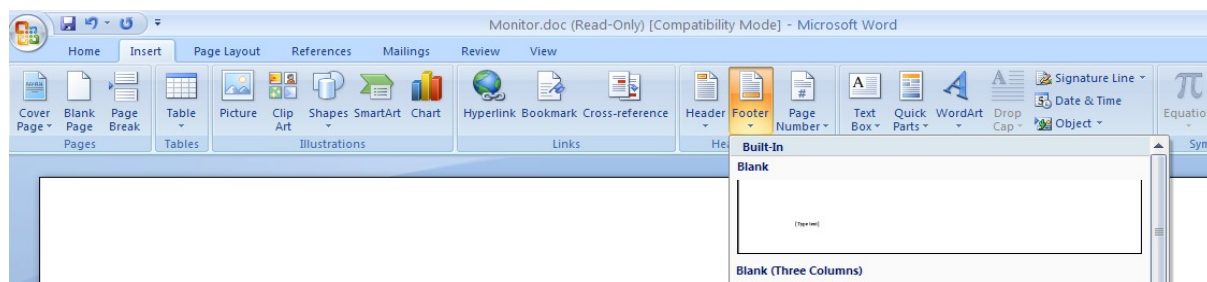 Monitor.doc (Read-Only) [Compatibility Mode] - Microsoft Word
Home Insert Page Layout References Mailings Review View
Cover Page Blank Page Page Break Table Picture Clip Art Shapes SmartArt Chart Hyperlink Bookmark Cross-reference Header Footer Page Number Text Box Quick Parts WordArt Drop Cap Signature Line
Date & Time
Object
Pages Tables Illustrations Links
Built-In
Blank
[Type text]
Blank (Three Columns)